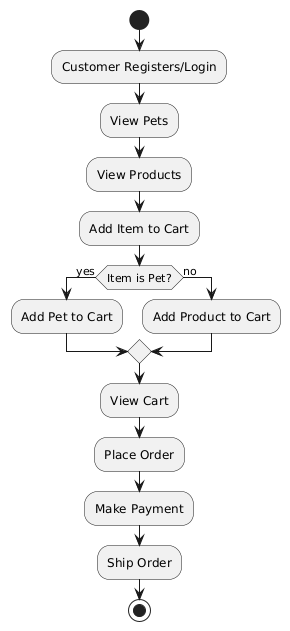 Customer Registers/Login
View Pets
View Products
Add Item to Cart
yes
Item is Pet?
no
Add Pet to Cart
Add Product to Cart
View Cart
Place Order
Make Payment
Ship Order